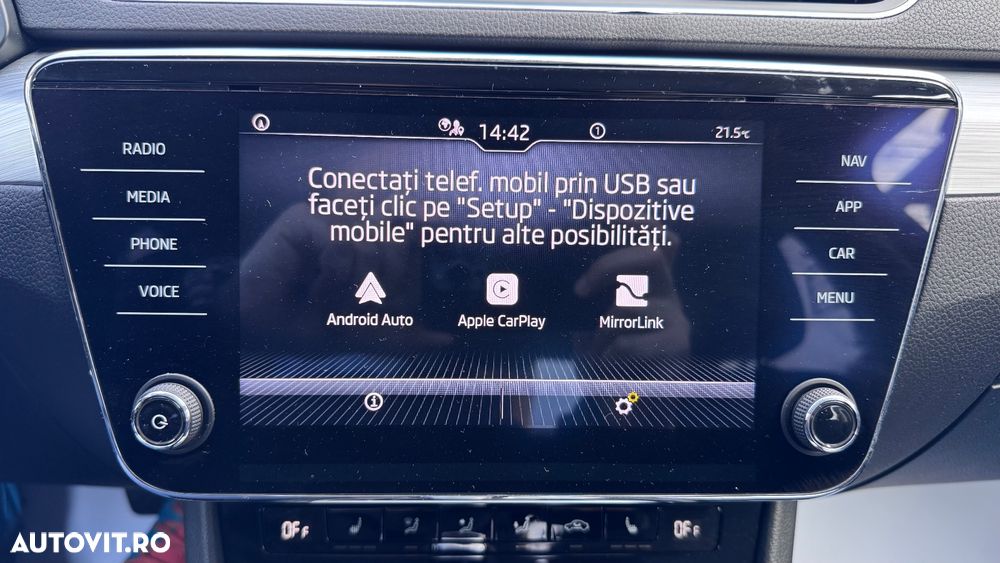 14:42
1
21.5°C
RADIO
MEDIA
PHONE
VOICE
Conectați telef. mobil prin USB sau
faceți clic pe "Setup" - "Dispozitive
mobile" pentru alte posibilități.
Android Auto
Apple CarPlay
MirrorLink
NAV
APP
CAR
MENU
OFF
OFF
AUTOVIT.RO